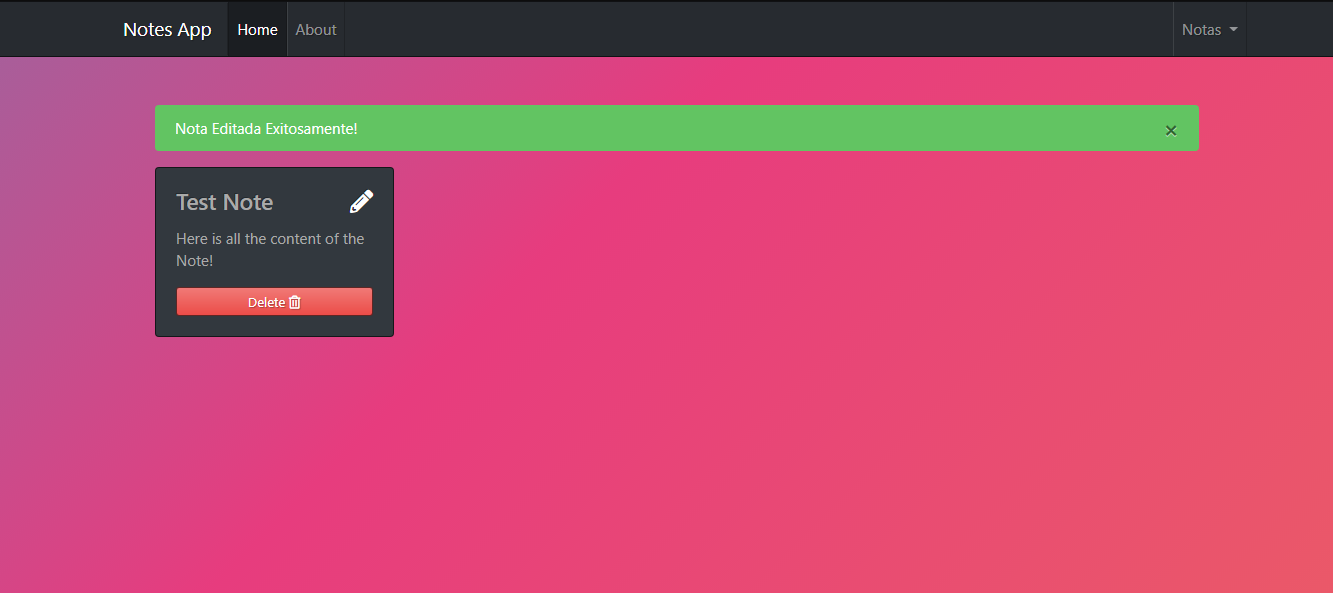 Notes App Home About Notas
Nota Editada Exitosamente!
×
Test Note
Here is all the content of the
Note!
Delete